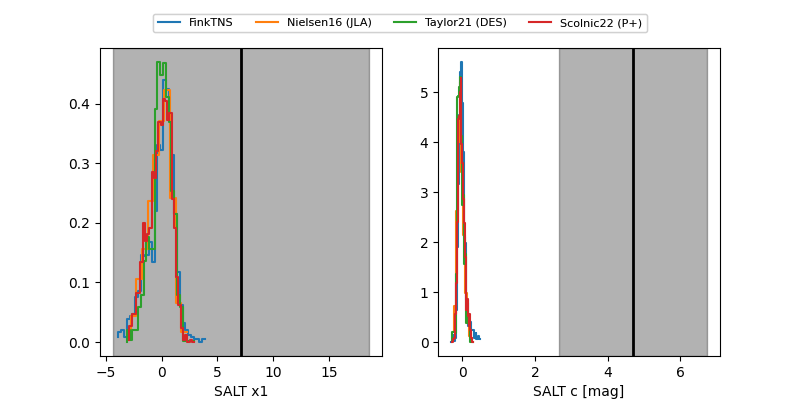 FinkTNS Nielsen16 (JLA) Taylor21 (DES) Scolnic22 (P+)
0.4
0.3
0.2
0.1
0.0
−5 0 5 10 15
SALT x1
5
4
3
2
1
0
0 2 4 6
SALT c [mag]